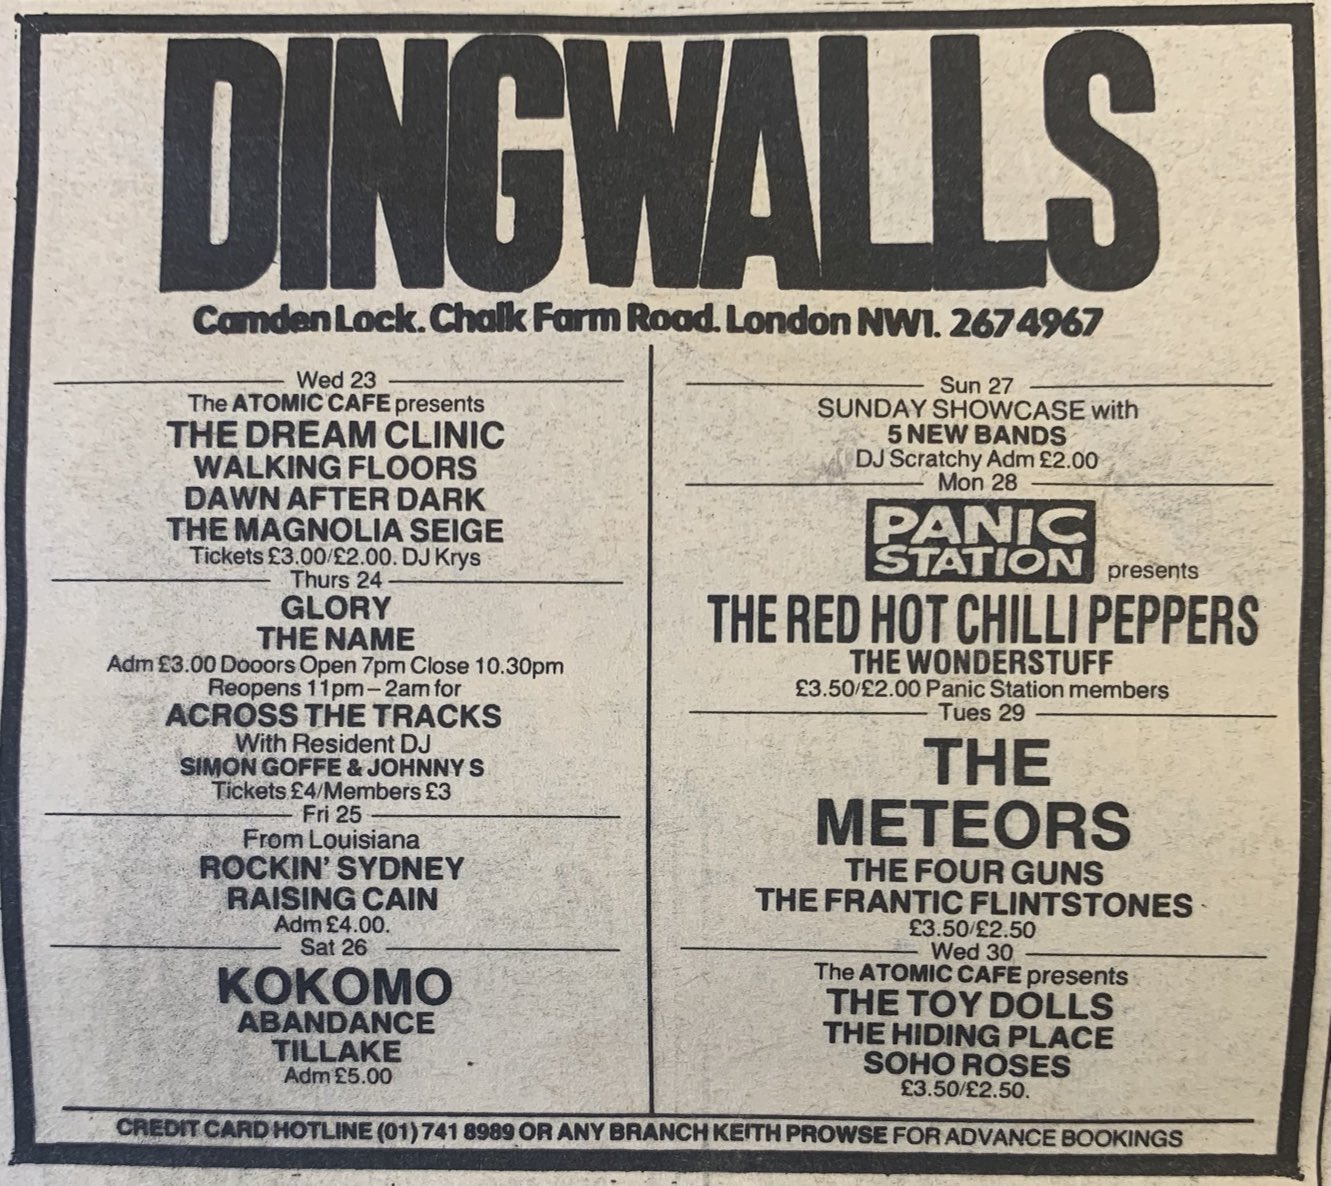 DINGWALLS
Camden Lock. Chalk Farm Road. London NW1. 267 4967
Wed 23
The ATOMIC CAFE presents
THE DREAM CLINIC
WALKING FLOORS
DAWN AFTER DARK
THE MAGNOLIA SEIGE
Tickets £3.00/£2.00. DJ Krys
Thurs 24
GLORY
THE NAME
Adm £3.00 Dooors Open 7pm Close 10.30pm
Reopens 11pm – 2am for
ACROSS THE TRACKS
With Resident DJ
SIMON GOFFE & JOHNNY S
Tickets £4/Members £3
Fri 25
From Louisiana
ROCKIN' SYDNEY
RAISING CAIN
Adm £4.00.
Sat 26
KOKOMO
ABANDANCE
TILLAKE
Adm £5.00
Sun 27
SUNDAY SHOWCASE with
5 NEW BANDS
DJ Scratchy Adm £2.00
Mon 28
PANIC
STATION presents
THE RED HOT CHILLI PEPPERS
THE WONDERSTUFF
£3.50/£2.00 Panic Station members
Tues 29
THE
METEORS
THE FOUR GUNS
THE FRANTIC FLINTSTONES
£3.50/£2.50
Wed 30
The ATOMIC CAFE presents
THE TOY DOLLS
THE HIDING PLACE
SOHO ROSES
£3.50/£2.50.
CREDIT CARD HOTLINE (01) 741 8989 OR ANY BRANCH KEITH PROWSE FOR ADVANCE BOOKINGS